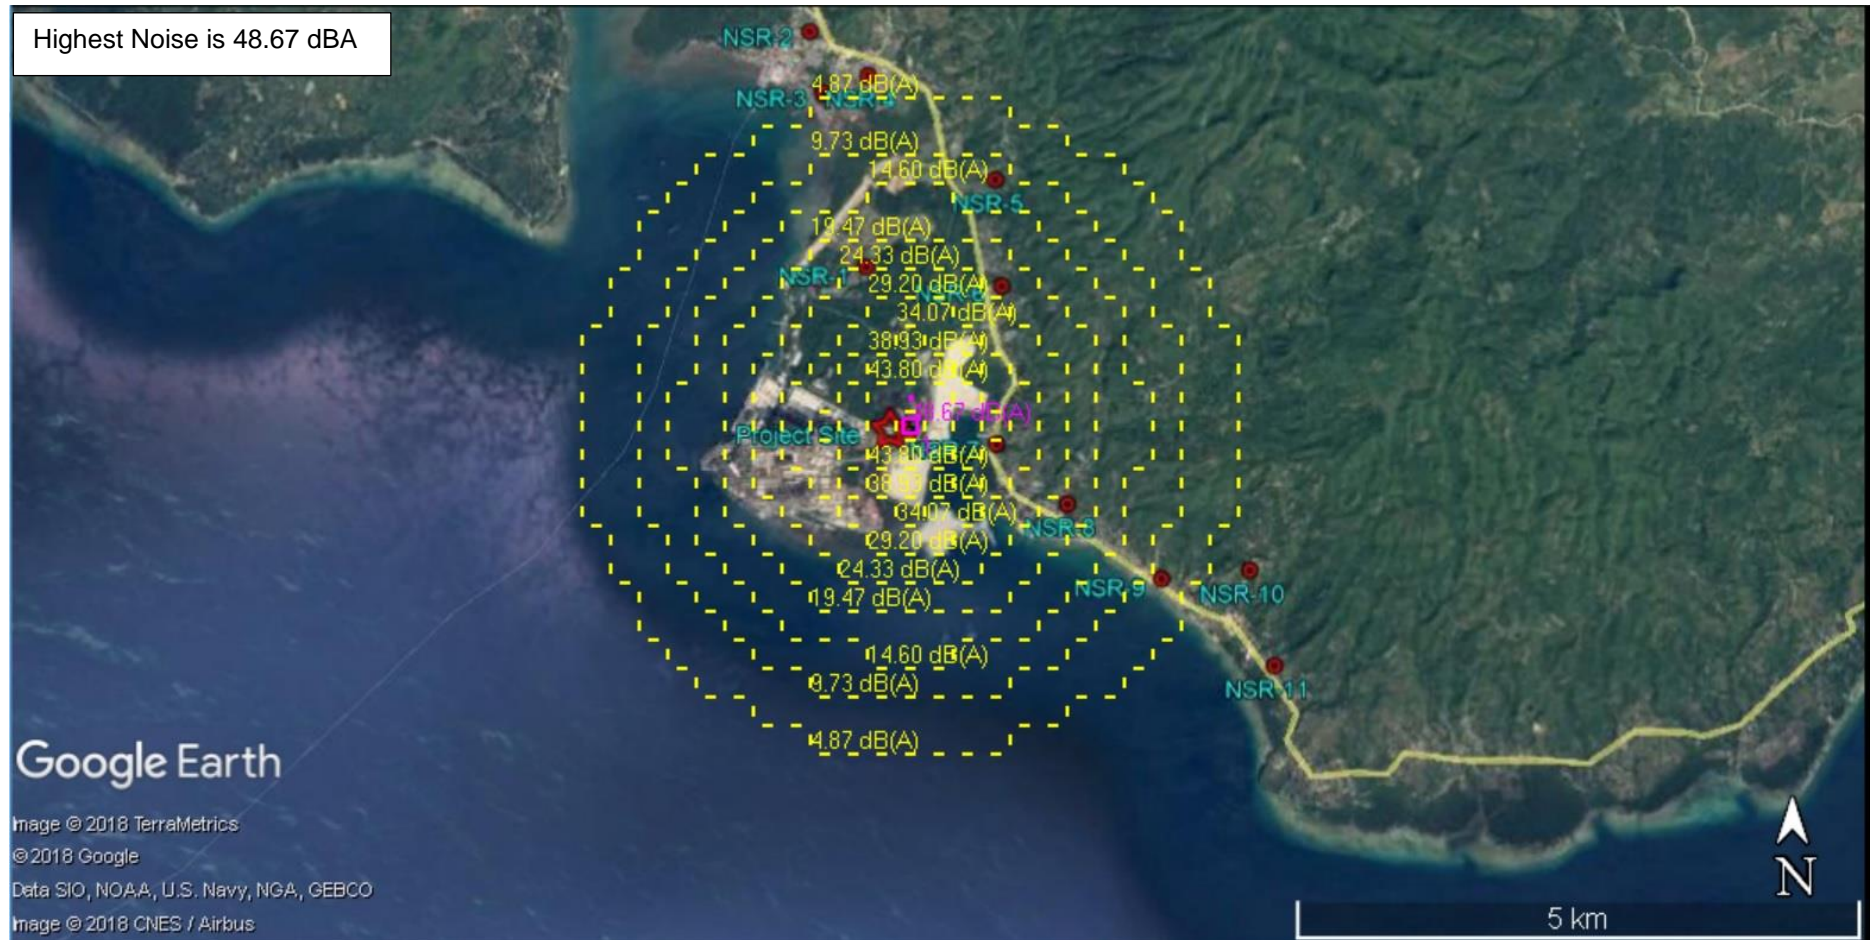 Highest Noise is 48.67 dBA
NSR-2
4.87 dB(A)
NSR-3 NSR-4
9.73 dB(A)
14.60 dB(A)
NSR-5
19.47 dB(A)
24.33 dB(A)
NSR-1
29.20 dB(A)
NSR-6
34.07 dB(A)
38.93 dB(A)
43.80 dB(A)
48.67 dB(A)
Project Site
NSR-7
43.80 dB(A)
38.93 dB(A)
34.07 dB(A)
NSR-8
29.20 dB(A)
24.33 dB(A)
NSR-9
NSR-10
19.47 dB(A)
14.60 dB(A)
9.73 dB(A)
NSR-11
4.87 dB(A)
Google Earth
Image © 2018 TerraMetrics
© 2018 Google
Data SIO, NOAA, U.S. Navy, NGA, GEBCO
Image © 2018 CNES / Airbus
N
5 km